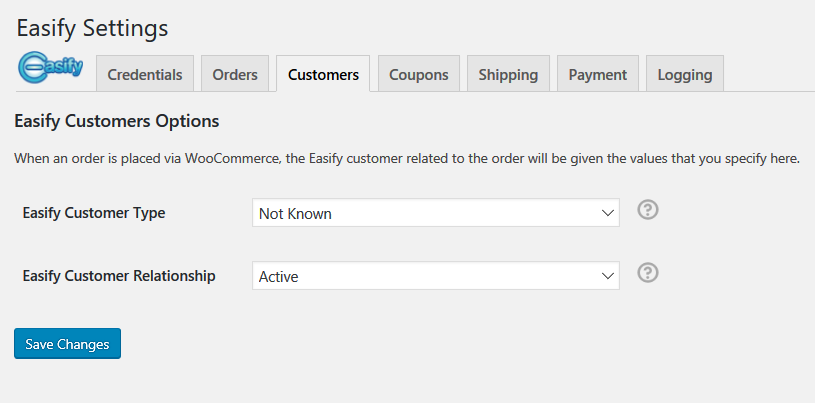 Easify Settings
Easify Credentials Orders Customers Coupons Shipping Payment Logging
Easify Customers Options
When an order is placed via WooCommerce, the Easify customer related to the order will be given the values that you specify here.
Easify Customer Type Not Known ?
Easify Customer Relationship Active ?
Save Changes